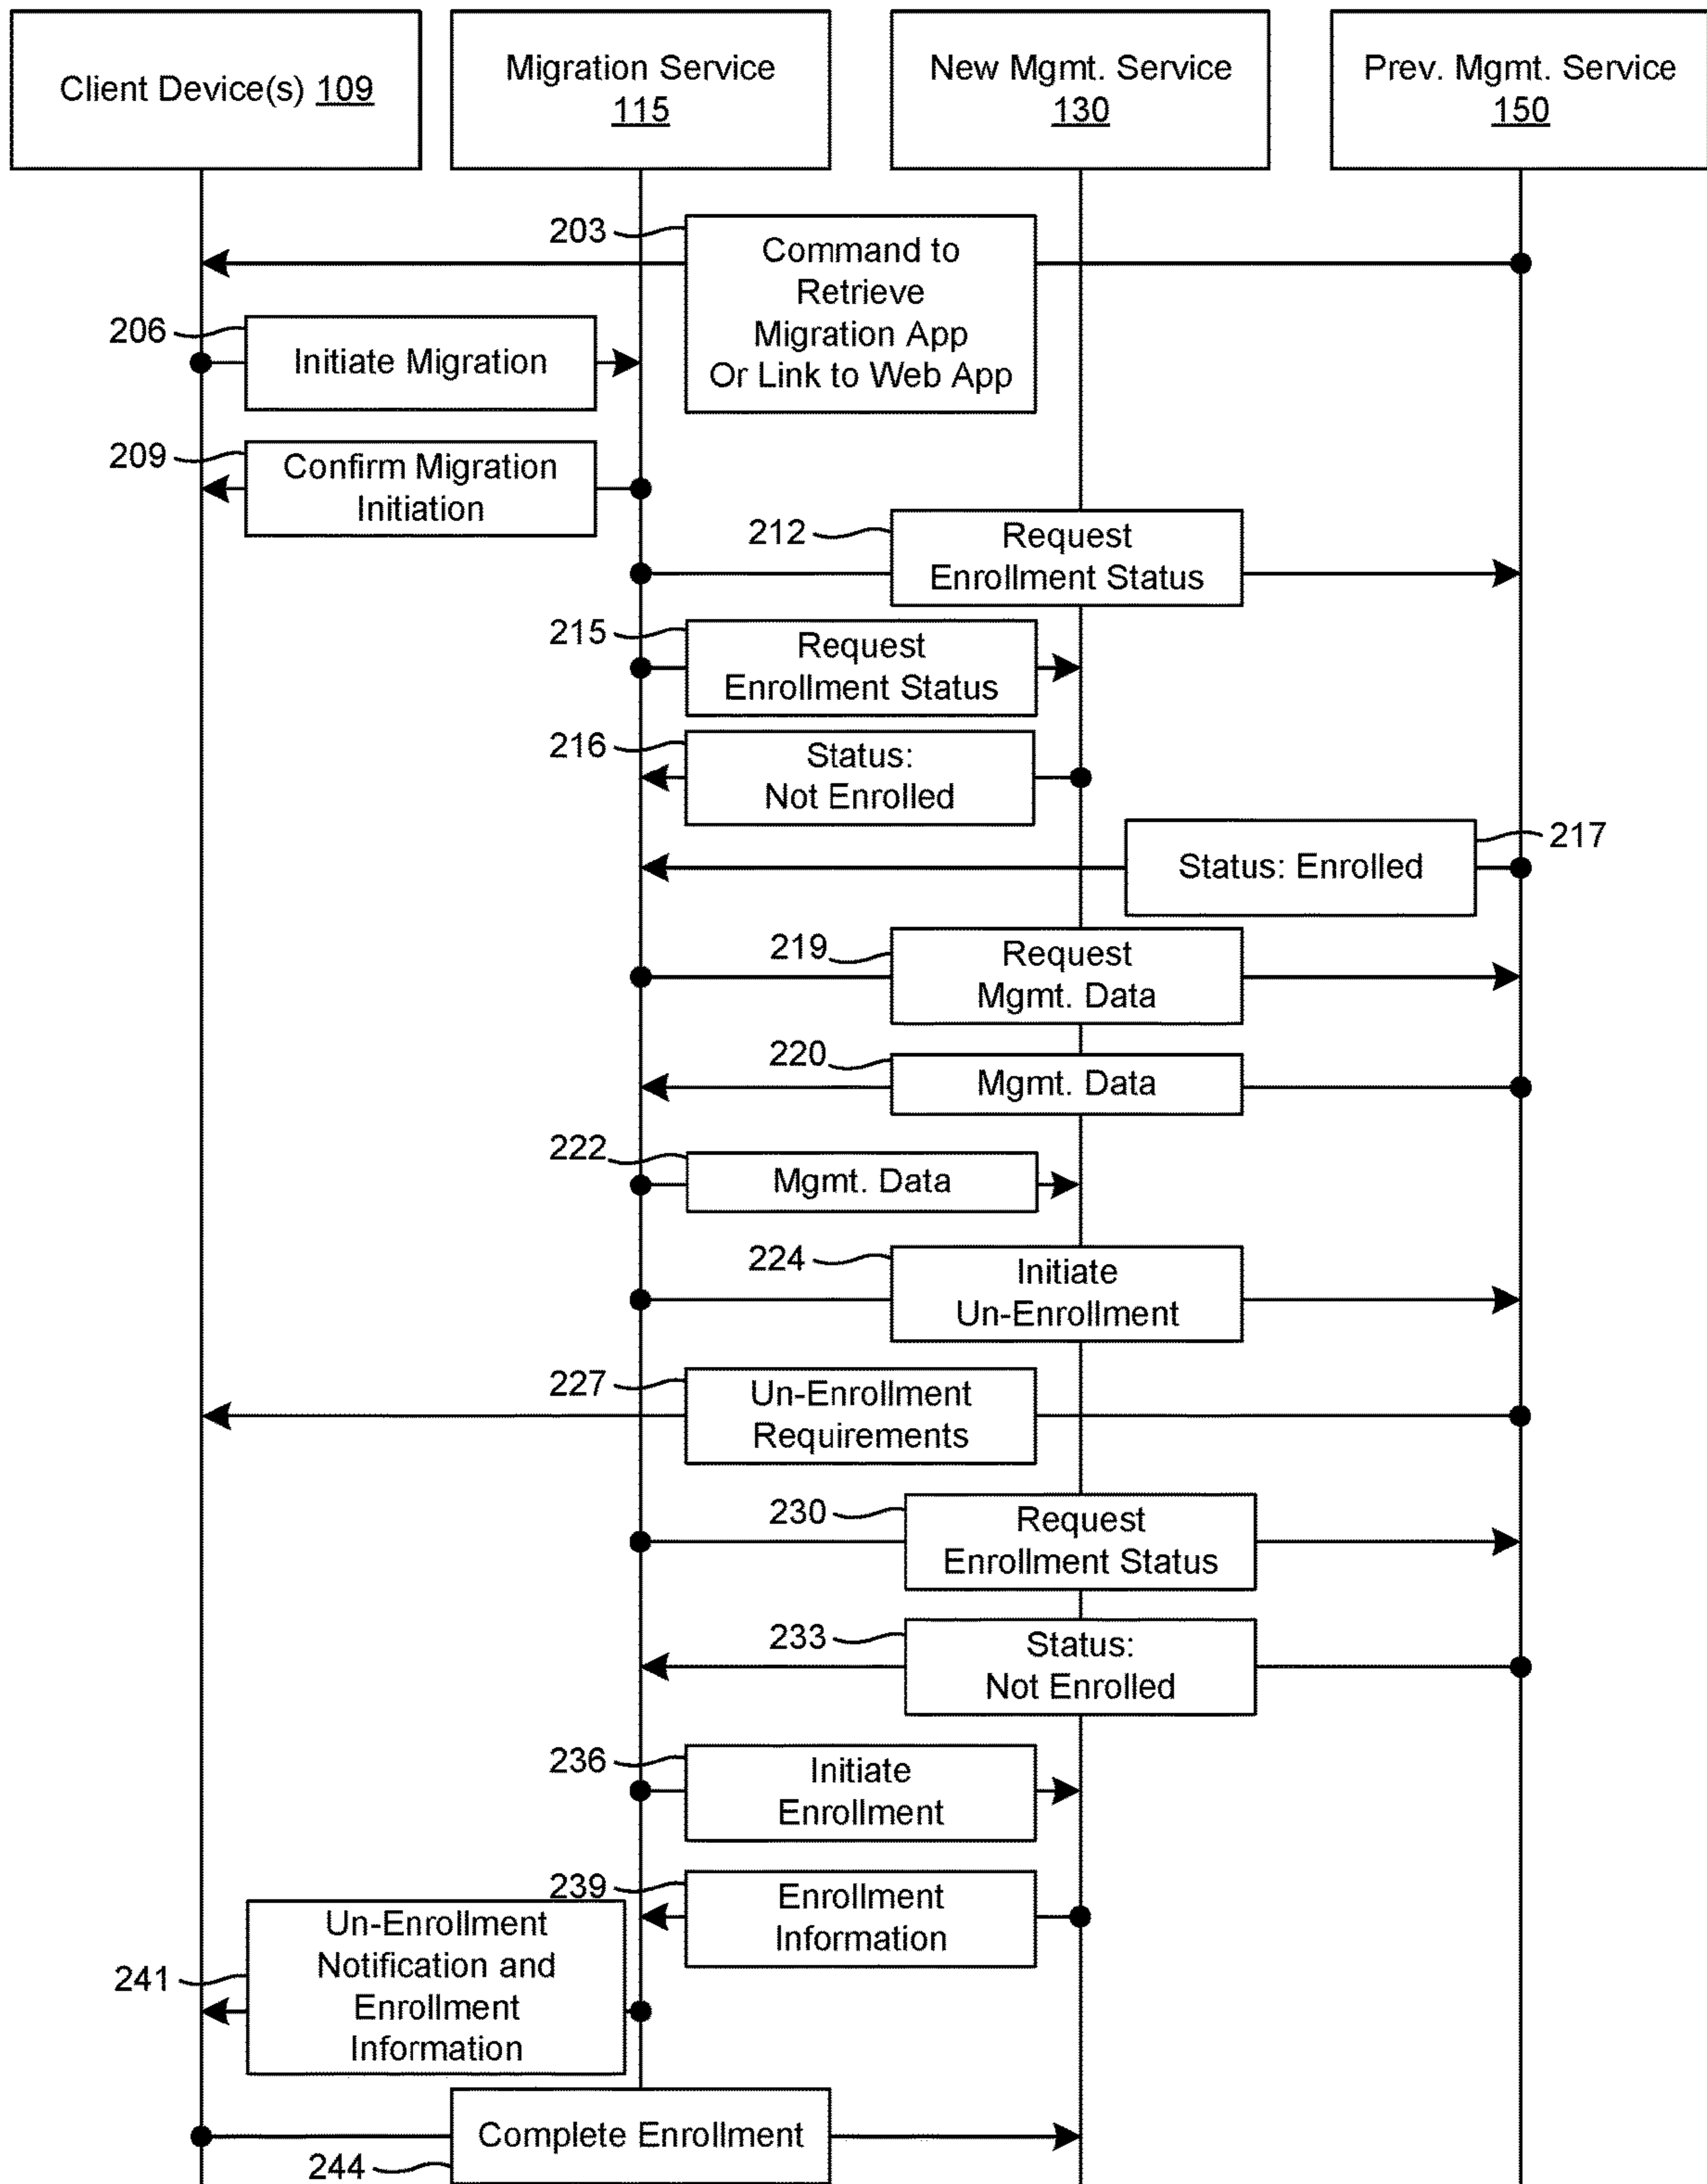 Client Device(s) 109
Migration Service
115
New Mgmt. Service
130
Prev. Mgmt. Service
150
203
Command to
Retrieve
Migration App
Or Link to Web App
206
Initiate Migration
209
Confirm Migration
Initiation
212
Request
Enrollment Status
215
Request
Enrollment Status
216
Status:
Not Enrolled
217
Status: Enrolled
219
Request
Mgmt. Data
220
Mgmt. Data
222
Mgmt. Data
224
Initiate
Un-Enrollment
227
Un-Enrollment
Requirements
230
Request
Enrollment Status
233
Status:
Not Enrolled
236
Initiate
Enrollment
239
Enrollment
Information
241
Un-Enrollment
Notification and
Enrollment
Information
Complete Enrollment
244